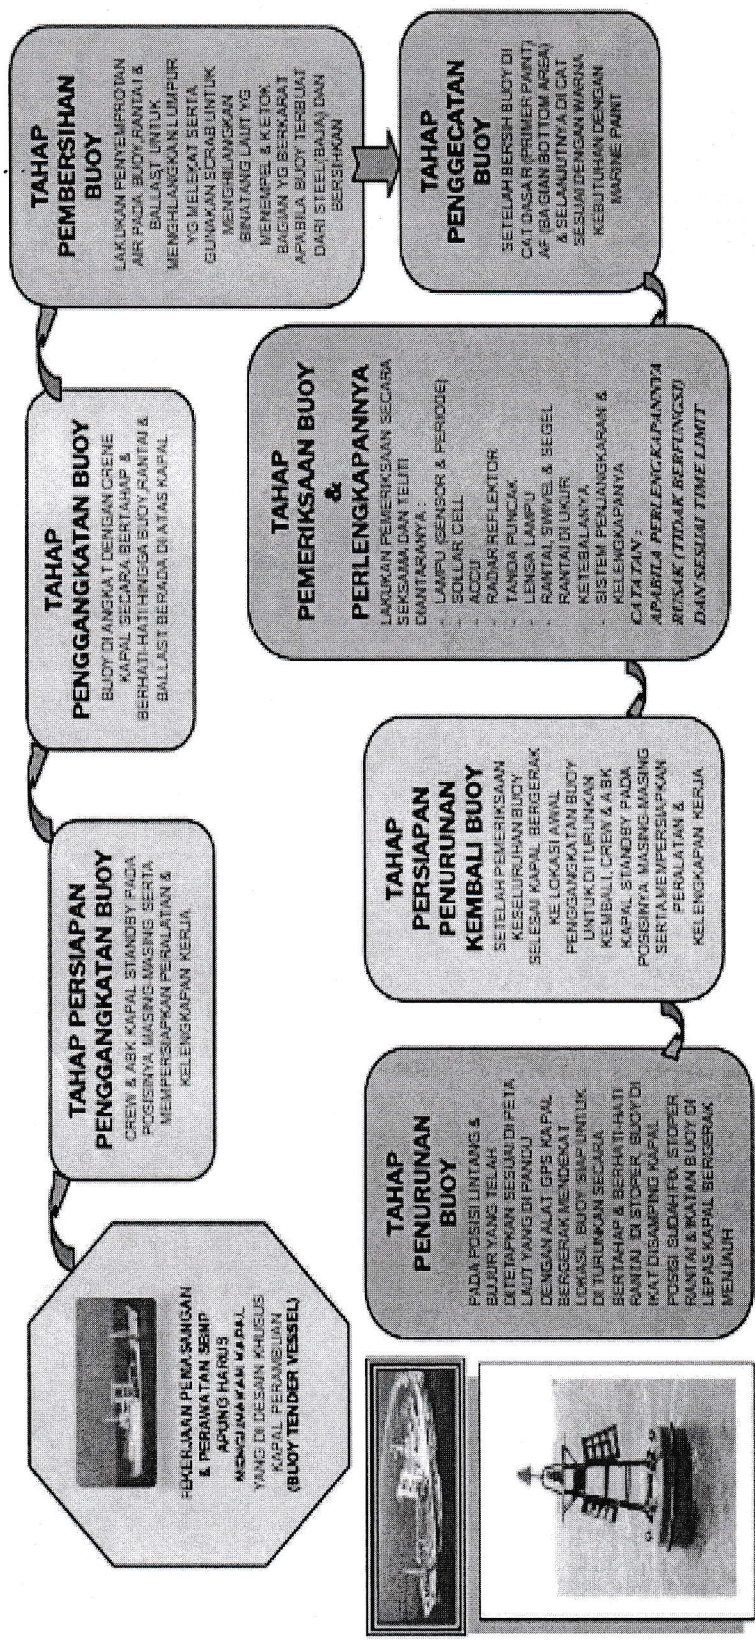 PEKERJAAN PEMASANGAN
& PERAWATAN SBNP
APUNG HARUS
MENGUNAKAN KAPAL
YANG DI DESAIN KHUSUS
KAPAL PERAMBUAN
(BUOY TENDER VESSEL)
TAHAP PERSIAPAN
PENGGANGKATAN BUOY
CREW & ABK KAPAL STANDBY PADA
POSISINYA MASING-MASING SERTA
MEMPERSIAPKAN PERALATAN &
KELENGKAPAN KERJA
TAHAP
PENGGANGKATAN BUOY
BUOY DI ANGKAT DENGAN CRENE
KAPAL SECARA BERTAHAP &
BERHATI-HATI HINGGA BUOY,RANTAI &
BALLAST BERADA DI ATAS KAPAL
TAHAP
PEMBERSIHAN
BUOY
LAKUKAN PENYEMPROTAN
AIR PADA BUOY,RANTAI &
BALLAST UNTUK
MENGHILANGKAN LUMPUR
YG MELEKAT SERTA
GUNAKAN SCRAB UNTUK
MENGHILANGKAN
BINATANG LAUT YG
MENEMPEL & KETOK
BAGIAN YG BERKARAT
APABILA BUOY TERBUAT
DARI STEEL(BAJA) DAN
BERSIHKAN
TAHAP
PENGGECATAN
BUOY
SETELAH BERSIH BUOY DI
CAT DASAR (PRIMER PAINT)
AF (BAGIAN BOTTOM AREA)
& SELANJUTNYA DI CAT
SESUAI DENGAN WARNA
KEBUTUHAN DENGAN
MARINE PAINT
TAHAP
PEMERIKSAAN BUOY
&
PERLENGKAPANNYA
LAKUKAN PEMERIKSAAN SECARA
SEKSAMA DAN TELITI
DIANTARANYA :
- LAMPU (SENSOR & PERIODE)
- SOLLAR CELL
- ACCU
- RADAR REFLEKTOR
- TANDA PUNCAK
- LENSA LAMPU
- RANTAI, SWIVEL & SEGEL
RANTAI DI UKUR
KETEBALANYA
- SISTEM PENJANGKARAN &
KELENGKAPANYA
CATATAN :
APABILA PERLENGKAPANNYA
RUSAK (TIDAK BERFUNGSI)
DAN SESUAI TIME LIMIT
TAHAP
PERSIAPAN
PENURUNAN
KEMBALI BUOY
SETELAH PEMERIKSAAN
KESELURUHAN BUOY
SELESAI KAPAL BERGERAK
KE LOKASI AWAL
PENGGANGKATAN BUOY
UNTUK DITURUNKAN
KEMBALI, CREW & ABK
KAPAL STANDBY PADA
POSISINYA MASING-MASING
SERTA MEMPERSIAPKAN
PERALATAN &
KELENGKAPAN KERJA
TAHAP
PENURUNAN
BUOY
PADA POSISI LINTANG &
BUJUR YANG TELAH
DITETAPKAN SESUAI DI PETA
LAUT YANG DI PANDU
DENGAN ALAT GPS KAPAL
BERGERAK MENDEKAT
LOKASI, BUOY SIAP UNTUK
DI TURUNKAN SECARA
BERTAHAP & BERHATI-HATI
RANTAI DI STOPER, BUOY DI
IKAT DISAMPING KAPAL
POSISI SUDAH FIX STOPER
RANTAI & IKATAN BUOY DI
LEPAS KAPAL BERGERAK
MENJAUH